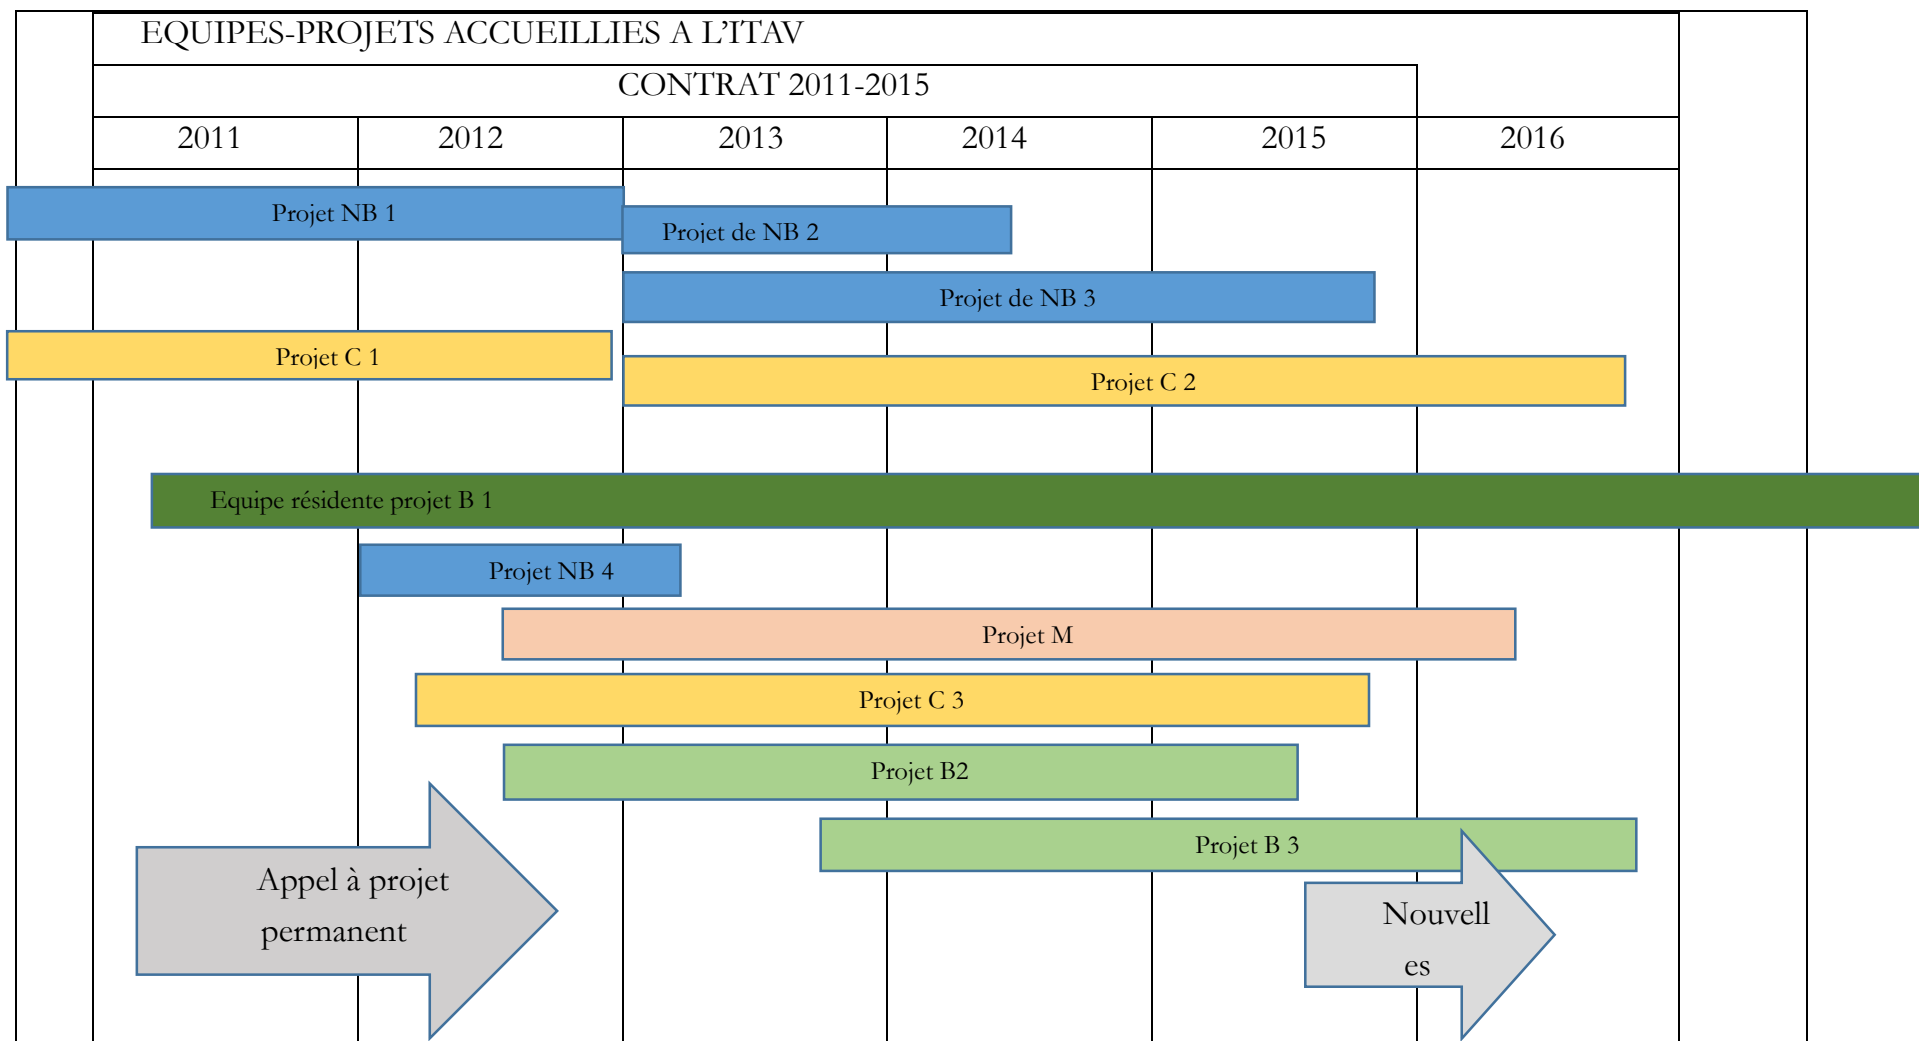 EQUIPES-PROJETS ACCUEILLIES A L’ITAV
CONTRAT 2011-2015
2011 2012 2013 2014 2015 2016
Projet NB 1
Projet de NB 2
Projet de NB 3
Projet C 1
Projet C 2
Equipe résidente projet B 1
Projet NB 4
Projet M
Projet C 3
Projet B2
Projet B 3
Appel à projet
permanent
Nouvell
es